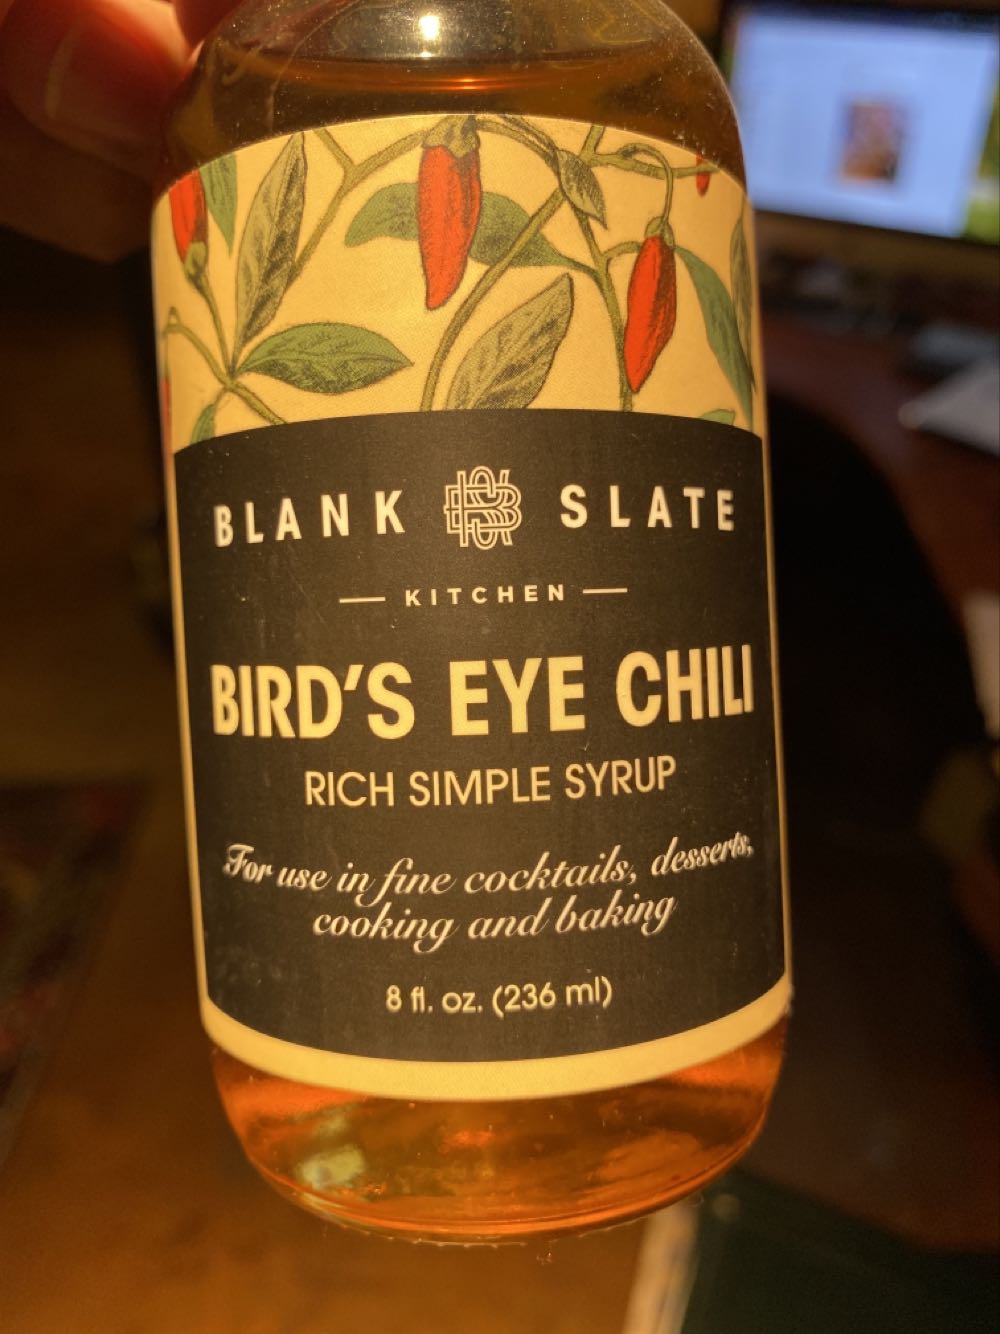 BLANK SLATE
KITCHEN
BIRD'S EYE CHILI
RICH SIMPLE SYRUP
For use in fine cocktails, desserts,
cooking and baking
8 fl. oz. (236 ml)